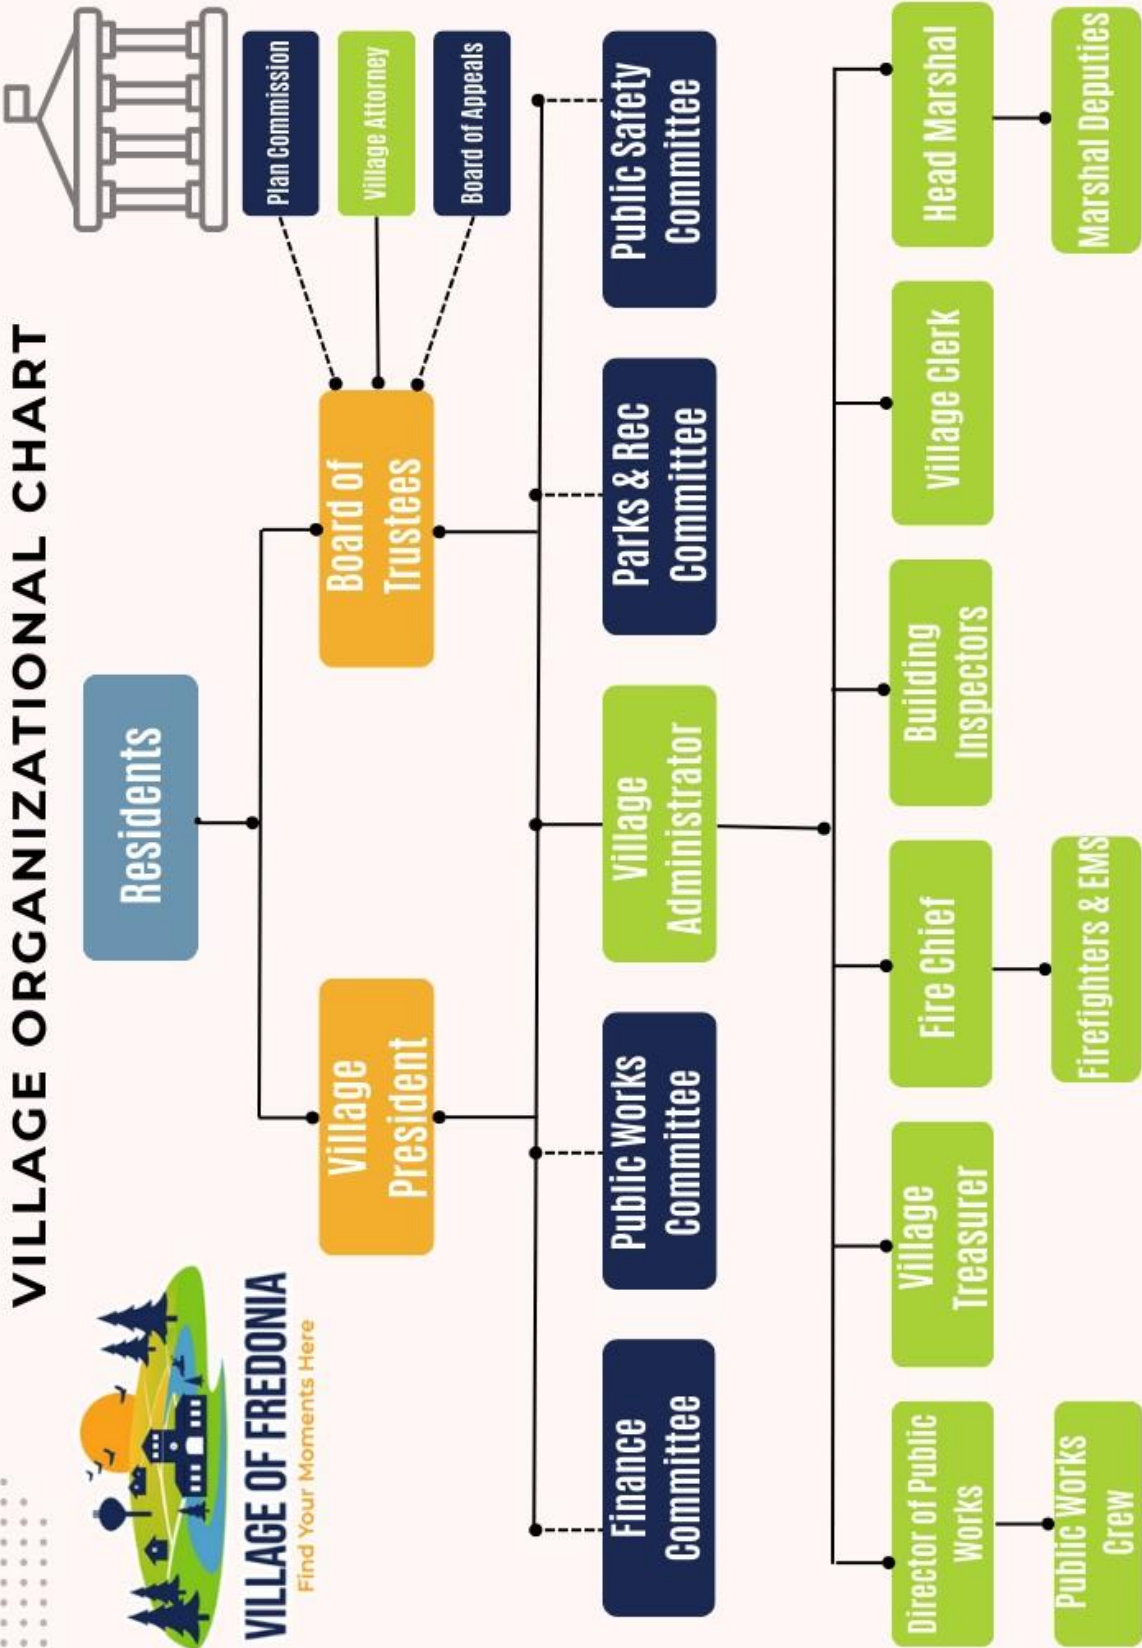 VILLAGE ORGANIZATIONAL CHART
VILLAGE OF FREDONIA
Find Your Moments Here
Residents
Village
President
Board of
Trustees
Plan Commission
Village Attorney
Board of Appeals
Finance
Committee
Public Works
Committee
Village
Administrator
Parks & Rec
Committee
Public Safety
Committee
Director of Public
Works
Village
Treasurer
Fire Chief
Building
Inspectors
Village Clerk
Head Marshal
Public Works
Crew
Firefighters & EMS
Marshal Deputies